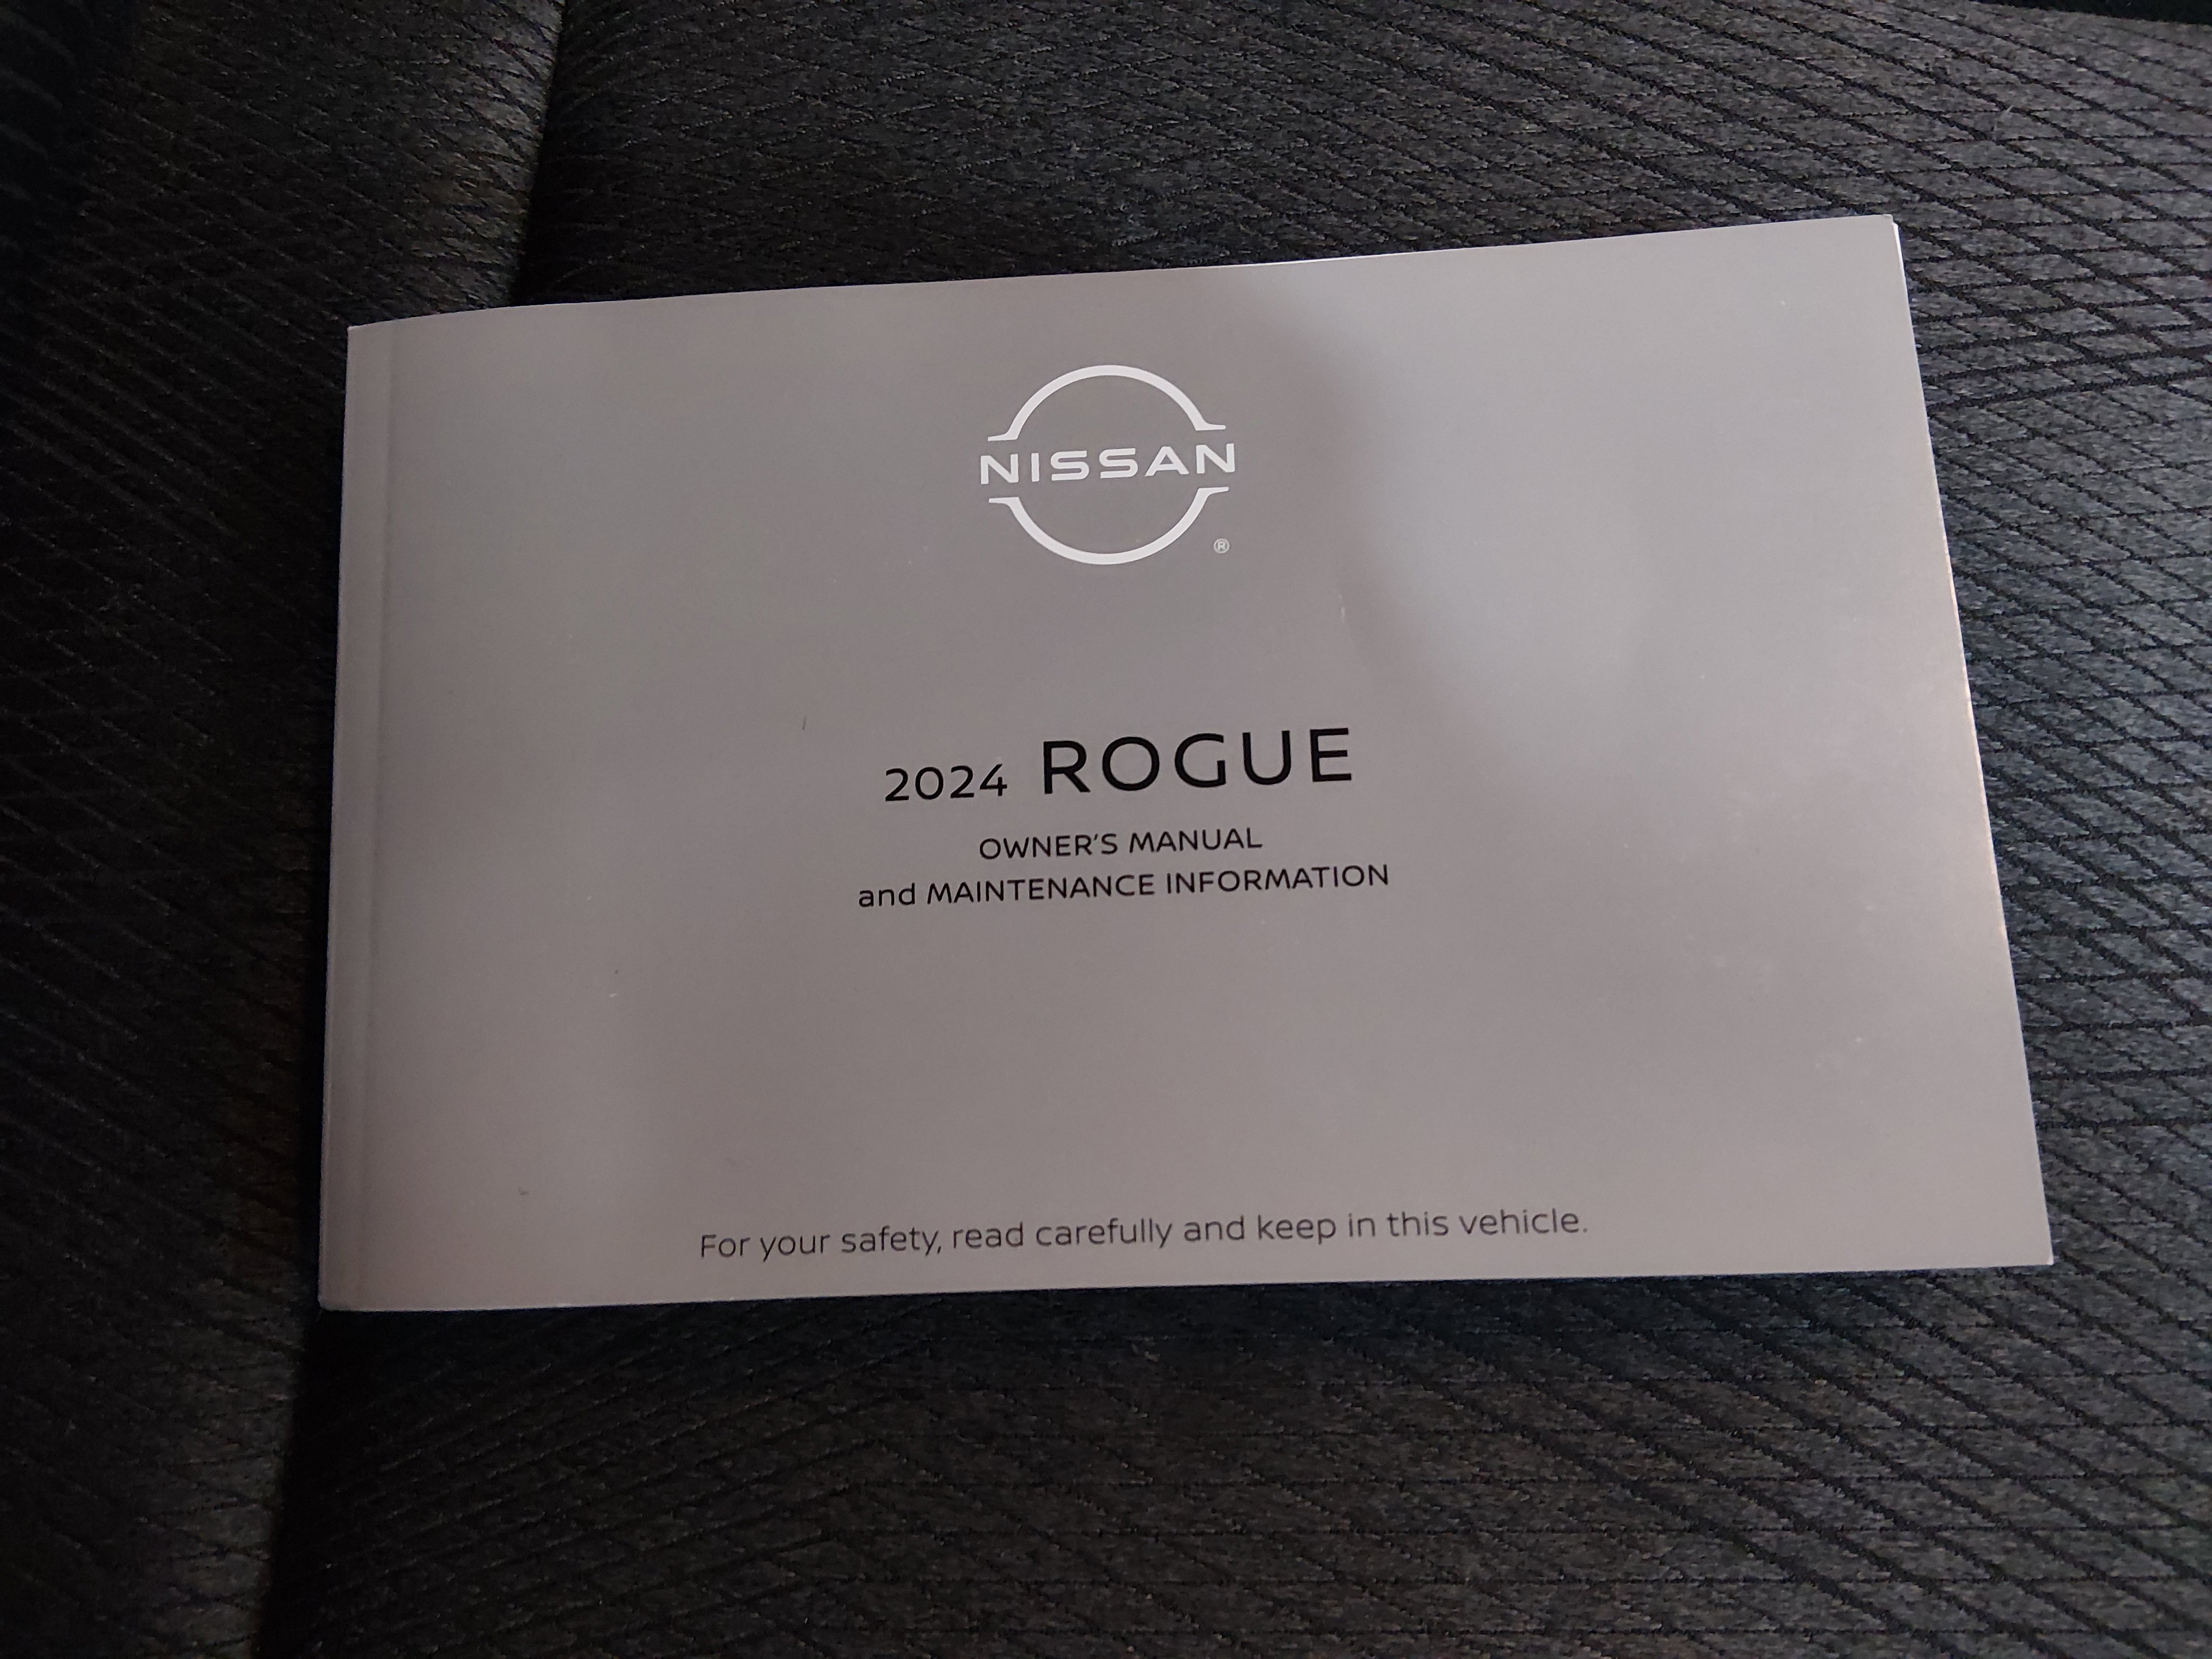 NISSAN
®
2024 ROGUE
OWNER'S MANUAL
and MAINTENANCE INFORMATION
For your safety, read carefully and keep in this vehicle.